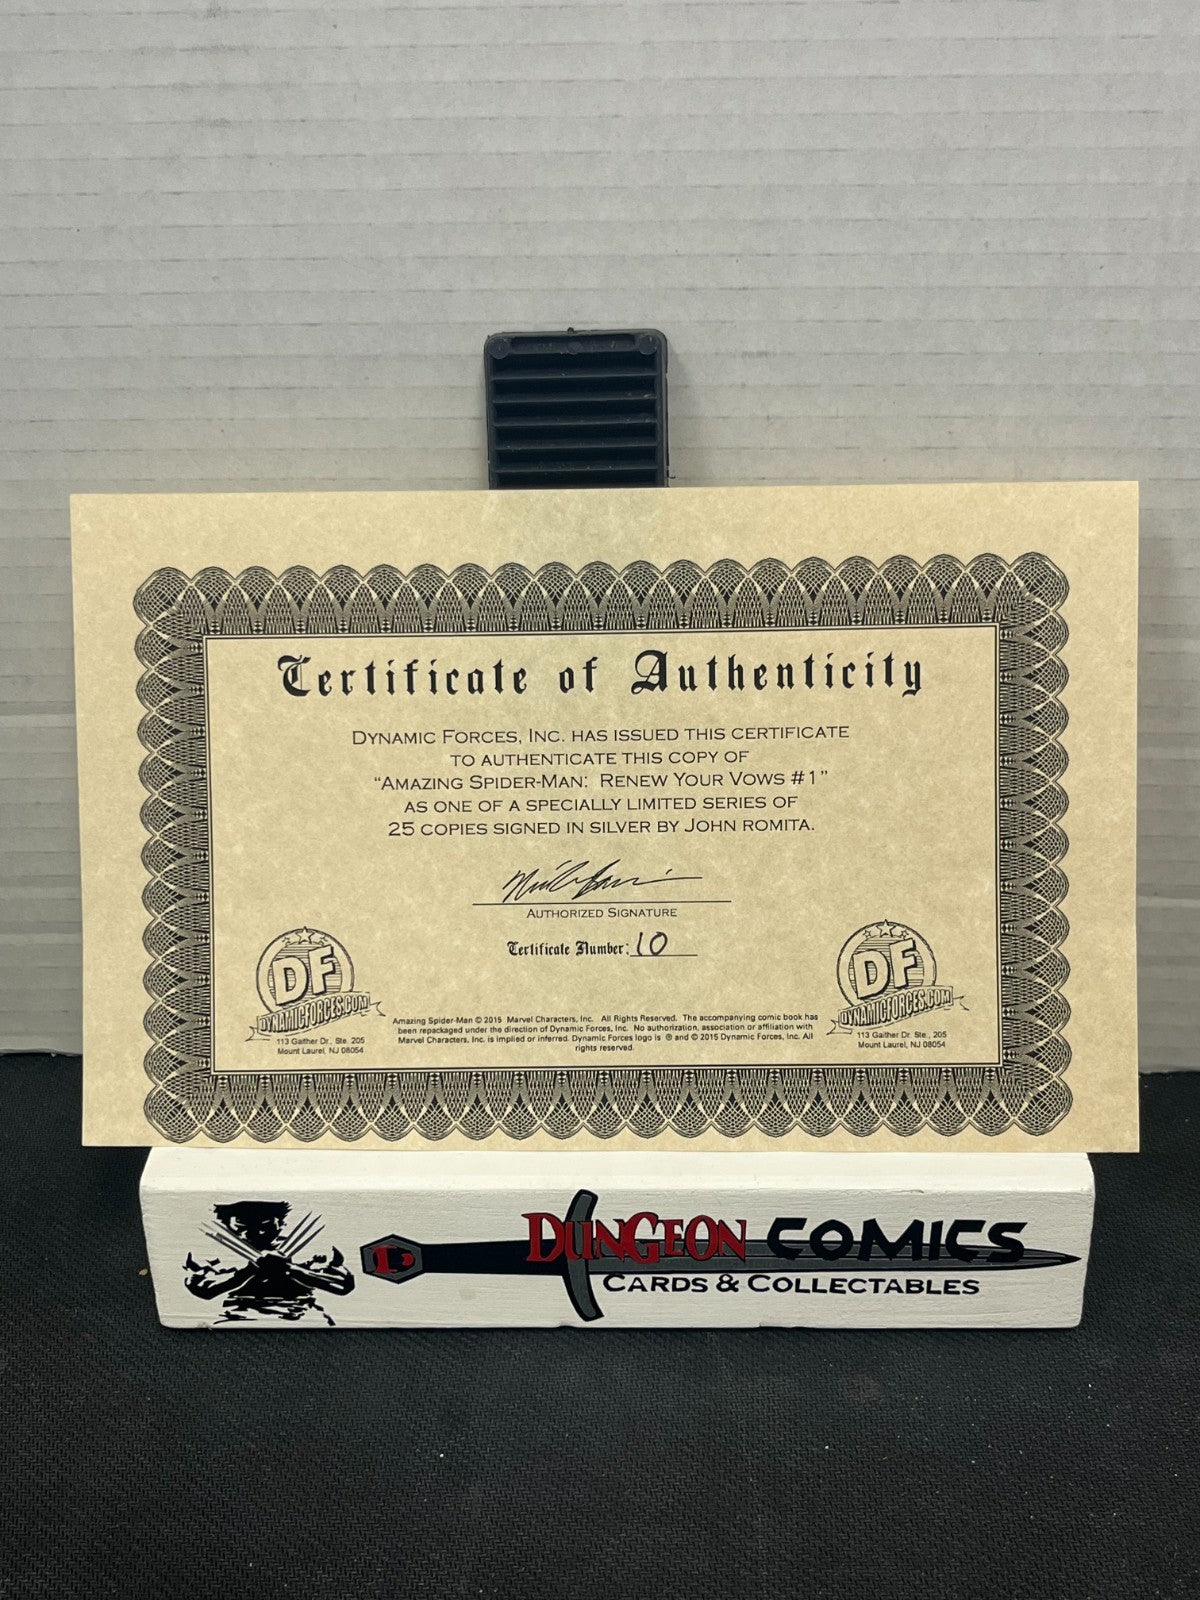 Certificate of Authenticity
DYNAMIC FORCES, INC. HAS ISSUED THIS CERTIFICATE
TO AUTHENTICATE THIS COPY OF
“AMAZING SPIDER-MAN: RENEW YOUR VOWS #1”
AS ONE OF A SPECIALLY LIMITED SERIES OF
25 COPIES SIGNED IN SILVER BY JOHN ROMITA.
AUTHORIZED SIGNATURE
Certificate Number: 10
DF
DYNAMICFORCES.COM
113 Gaither Dr., Ste. 205
Mount Laurel, NJ 08054
Amazing Spider-Man © 2015 Marvel Characters, Inc. All Rights Reserved. The accompanying comic book has
been repackaged under the direction of Dynamic Forces, Inc. No authorization, association or affiliation with
Marvel Characters, Inc. is implied or inferred. Dynamic Forces logo is ® and © 2015 Dynamic Forces, Inc. All
rights reserved.
DF
DYNAMICFORCES.COM
113 Gaither Dr. Ste., 205
Mount Laurel, NJ 08054
D
DUNGEON COMICS
CARDS & COLLECTABLES